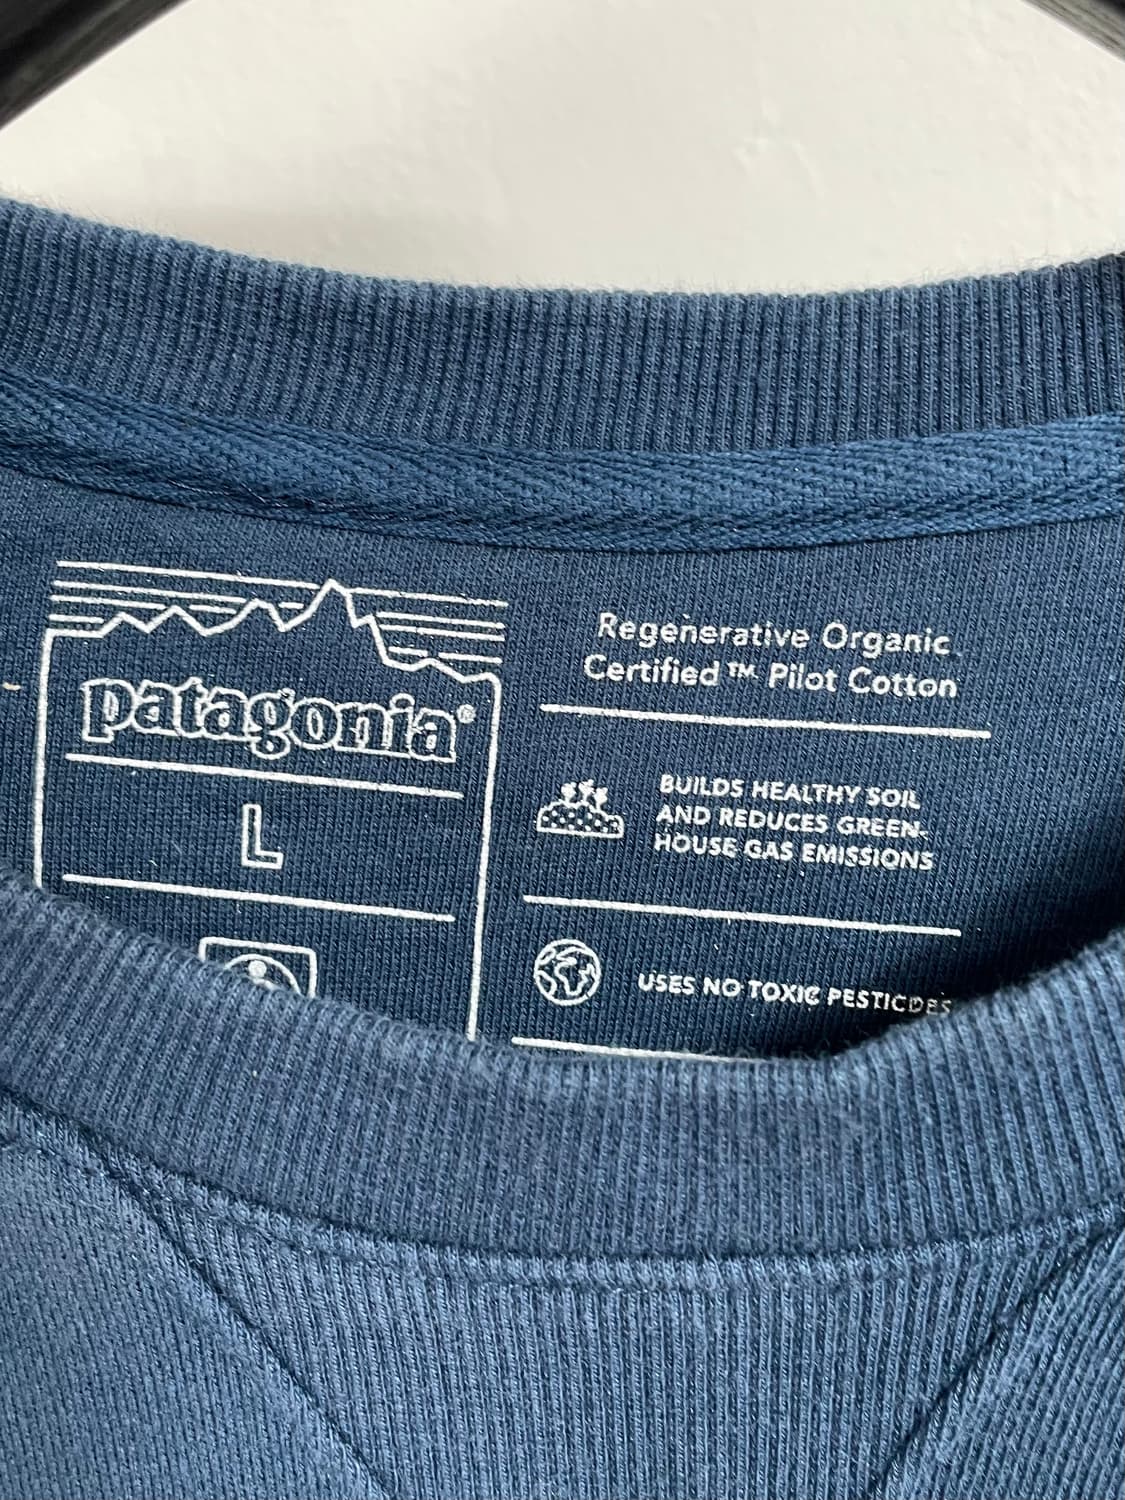 patagonia®
L
Regenerative Organic
Certified ™ Pilot Cotton
BUILDS HEALTHY SOIL
AND REDUCES GREEN-
HOUSE GAS EMISSIONS
USES NO TOXIC PESTICIDES